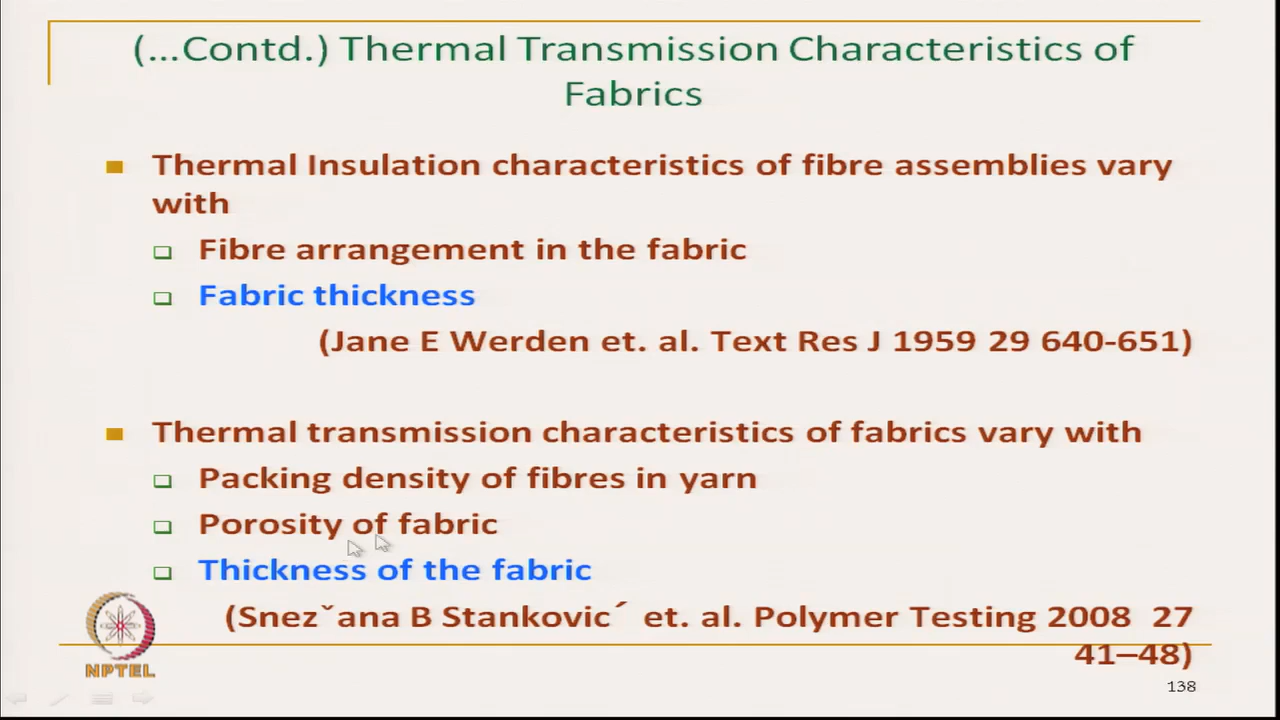 (...Contd.) Thermal Transmission Characteristics of
Fabrics
Thermal Insulation characteristics of fibre assemblies vary
with
Fibre arrangement in the fabric
Fabric thickness
(Jane E Werden et. al. Text Res J 1959 29 640-651)
Thermal transmission characteristics of fabrics vary with
Packing density of fibres in yarn
Porosity of fabric
Thickness of the fabric
(Snezˇana B Stankovic´ et. al. Polymer Testing 2008 27
41–48)
NPTEL
138